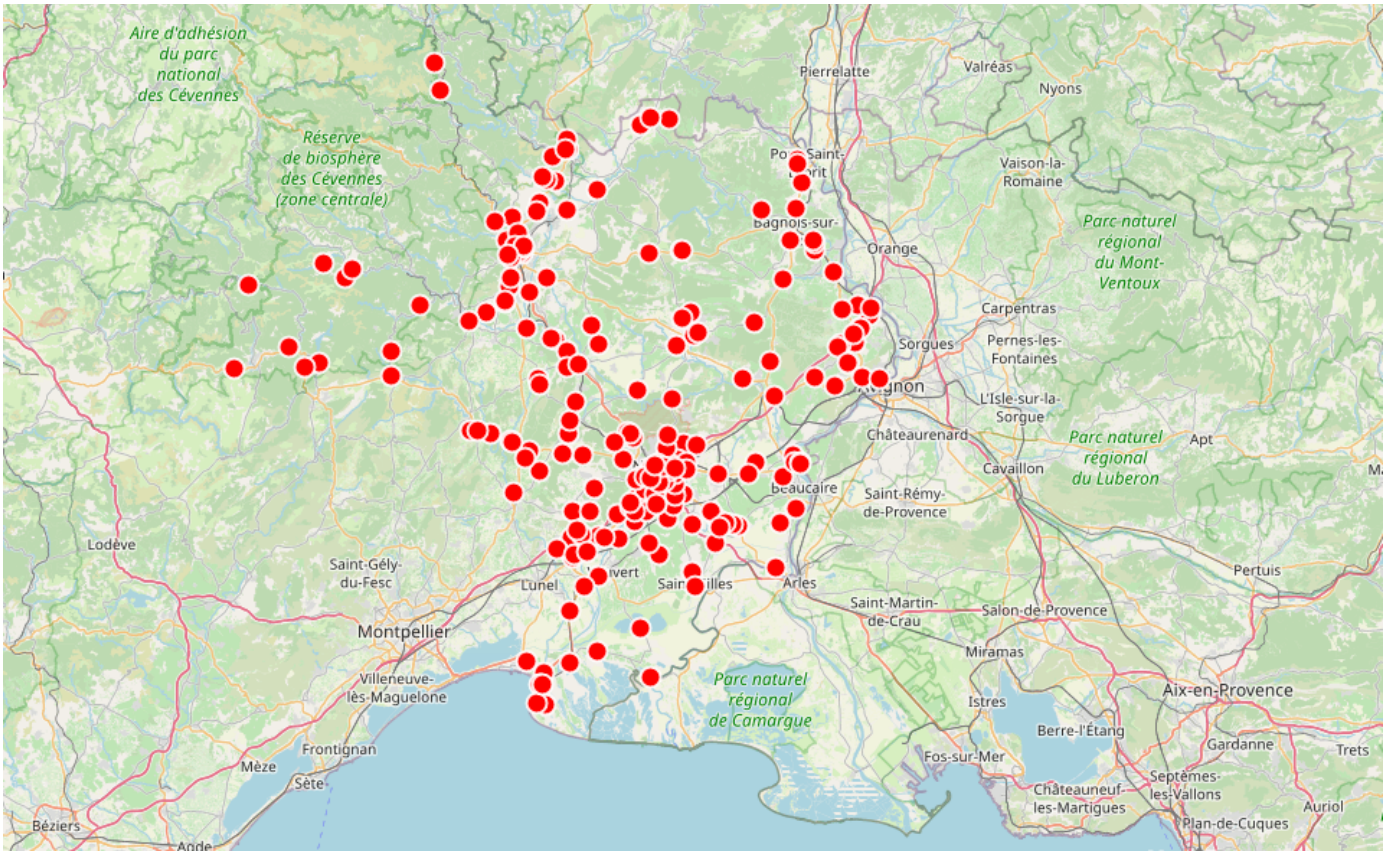 Aire d'adhésion
du parc
national
des Cévennes
Pierrelatte
Valréas
Nyons
Réserve
de biosphère
des Cévennes
(zone centrale)
Saint-
Vaison-la-
Romaine
Bagnols-sur-
Parc naturel
régional
du Mont-
Ventoux
Orange
Carpentras
Sorgues
Pernes-les-
Fontaines
Avignon
L'Isle-sur-la-
Sorgue
Châteaurenard
Apt
Parc naturel
régional
du Luberon
Cavaillon
Beaucaire
Saint-Rémy-
de-Provence
Lodève
Saint-Gély-
du-Fesc
Lunel
Arles
Pertuis
Saint-Martin-
de-Crau
Salon-de-Provence
Montpellier
Miramas
Villeneuve-
lès-Maguelone
Parc naturel
régional
de Camargue
Istres
Aix-en-Provence
Berre-l'Étang
Gardanne
Trets
Frontignan
Mèze
Sète
Fos-sur-Mer
Septèmes-
les-Vallons
Châteauneuf-
les-Martigues
Auriol
Béziers
Plan-de-Cuques
Agde